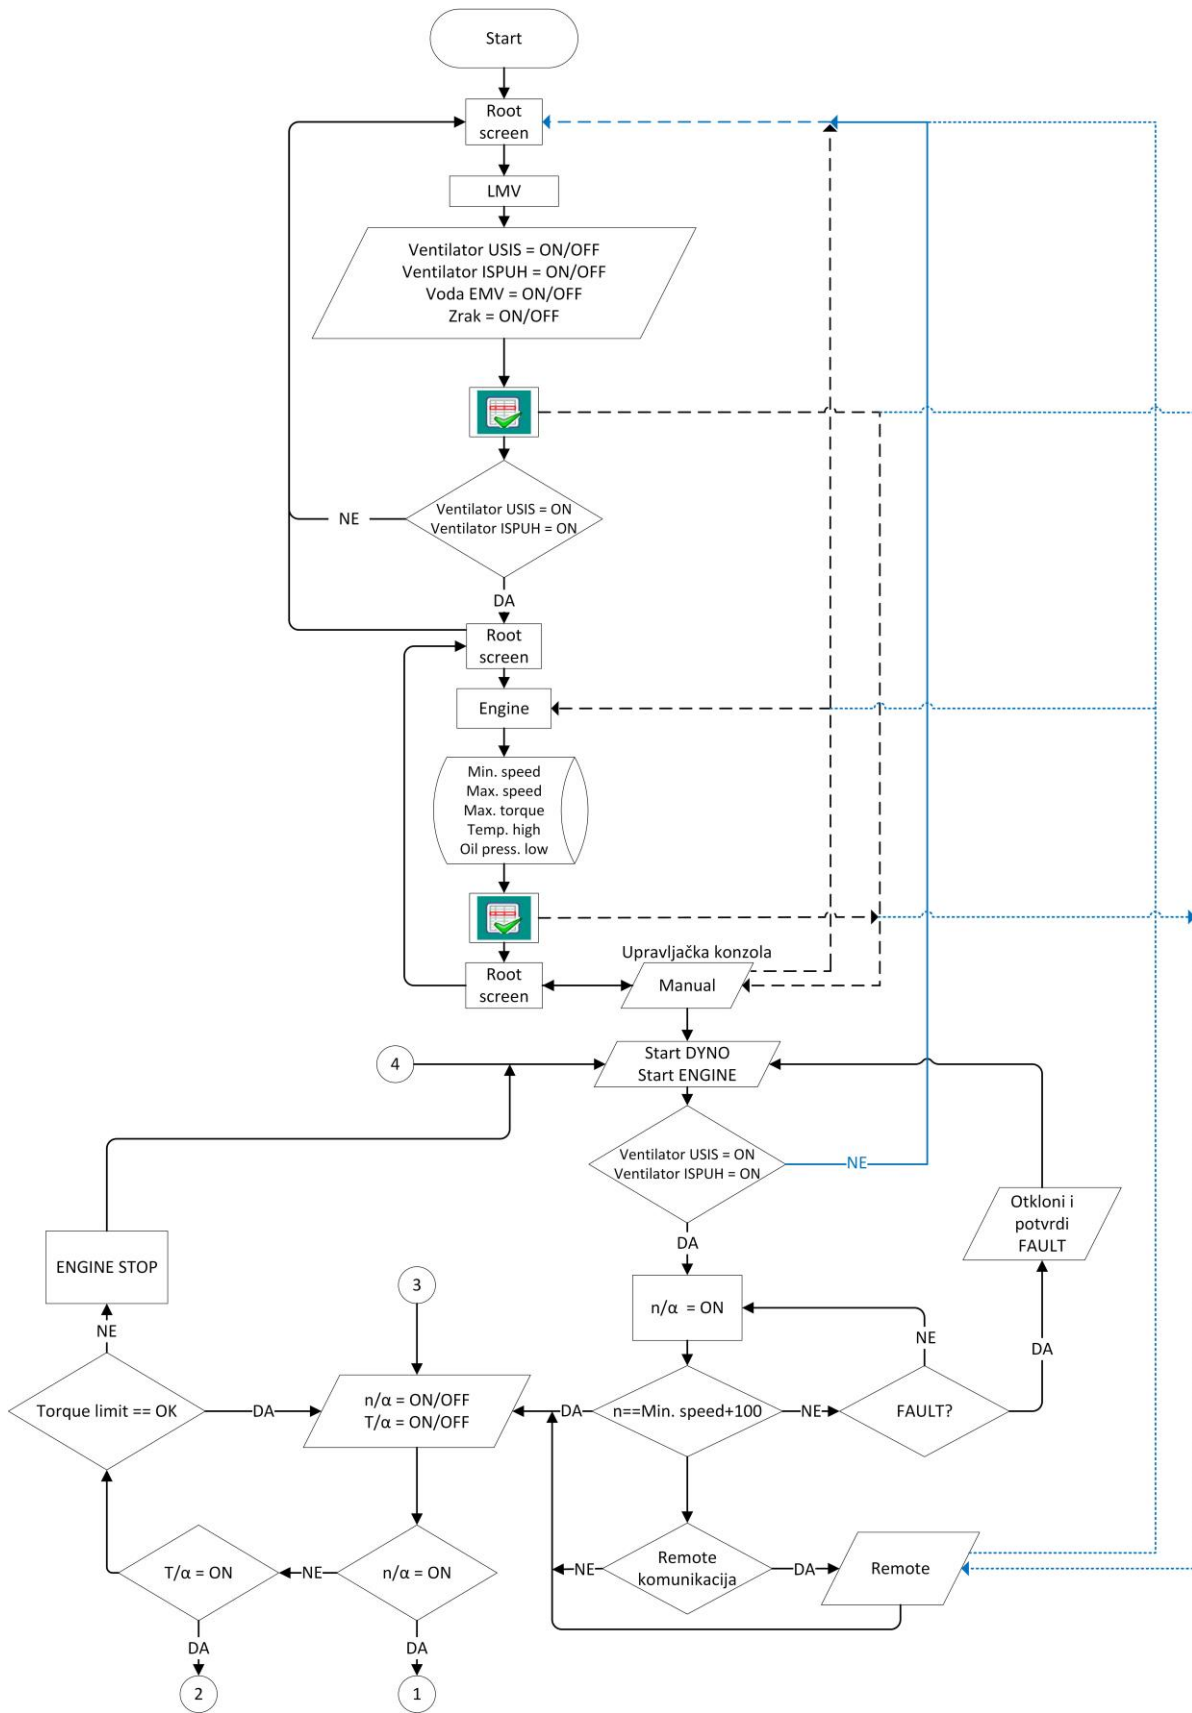 Start
Root
screen
LMV
Ventilator USIS = ON/OFF
Ventilator ISPUH = ON/OFF
Voda EMV = ON/OFF
Zrak = ON/OFF
Ventilator USIS = ON
Ventilator ISPUH = ON
NE
DA
Root
screen
Engine
Min. speed
Max. speed
Max. torque
Temp. high
Oil press. low
Upravljačka konzola
Root
screen
Manual
4
Start DYNO
Start ENGINE
Ventilator USIS = ON
Ventilator ISPUH = ON
NE
DA
Otkloni i
potvrdi
FAULT
ENGINE STOP
3
n/α = ON
NE
NE
DA
Torque limit == OK
DA
n/α = ON/OFF
T/α = ON/OFF
DA
n==Min. speed+100
NE
FAULT?
T/α = ON
NE
n/α = ON
NE
Remote
komunikacija
DA
Remote
DA
DA
2
1